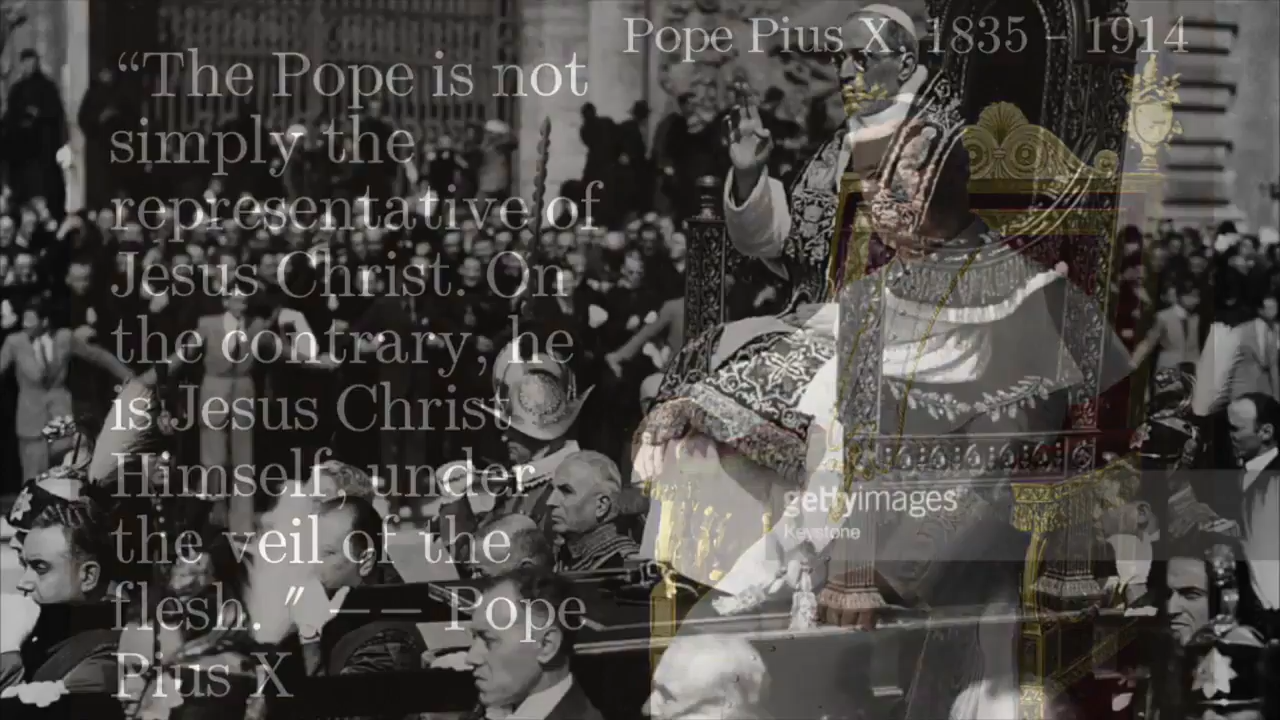 Pope Pius X, 1835 – 1914
“The Pope is not
simply the
representative of
Jesus Christ. On
the contrary, he
is Jesus Christ
Himself, under
the veil of the
flesh. ” —— Pope
Pius X
gettyimages
Keystone